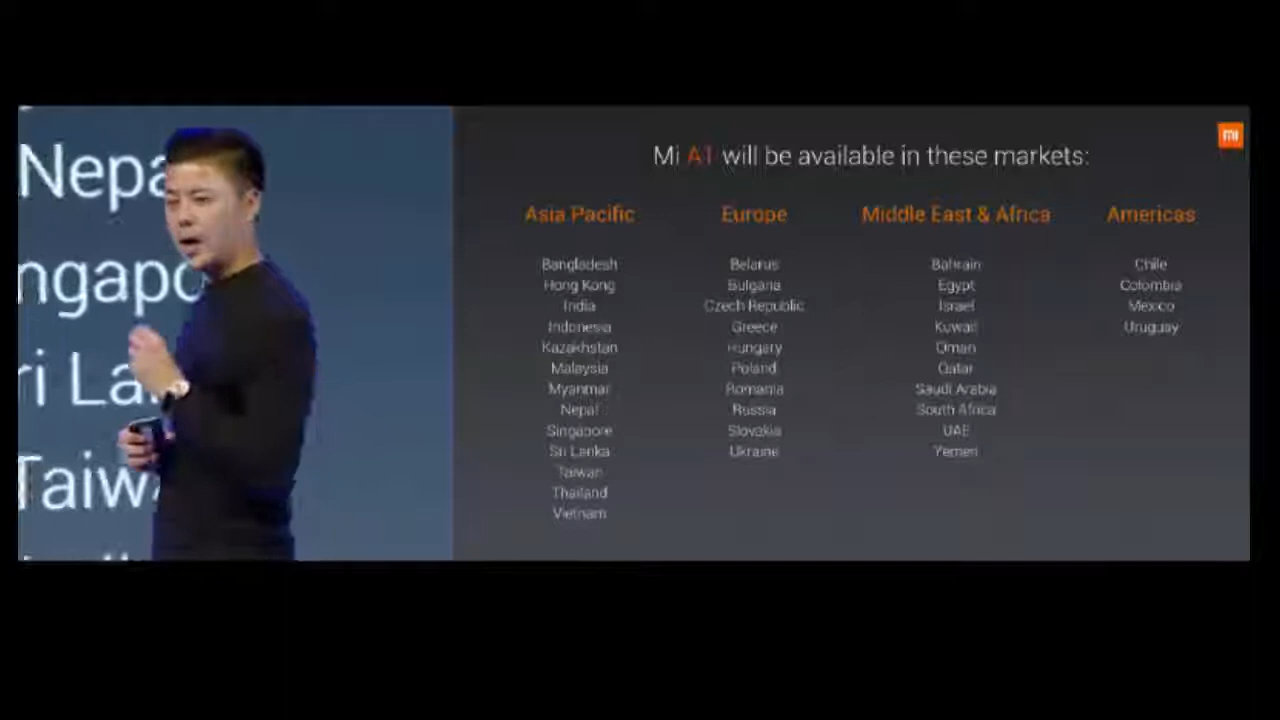 Nepa
ngapo
ri La
Taiw
mi
Mi A1 will be available in these markets:
Asia Pacific
Bangladesh
Hong Kong
India
Indonesia
Kazakhstan
Malaysia
Myanmar
Nepal
Singapore
Sri Lanka
Taiwan
Thailand
Vietnam
Europe
Belarus
Bulgaria
Czech Republic
Greece
Hungary
Poland
Romania
Russia
Slovakia
Ukraine
Middle East & Africa
Bahrain
Egypt
Israel
Kuwait
Oman
Qatar
Saudi Arabia
South Africa
UAE
Yemen
Americas
Chile
Colombia
Mexico
Uruguay